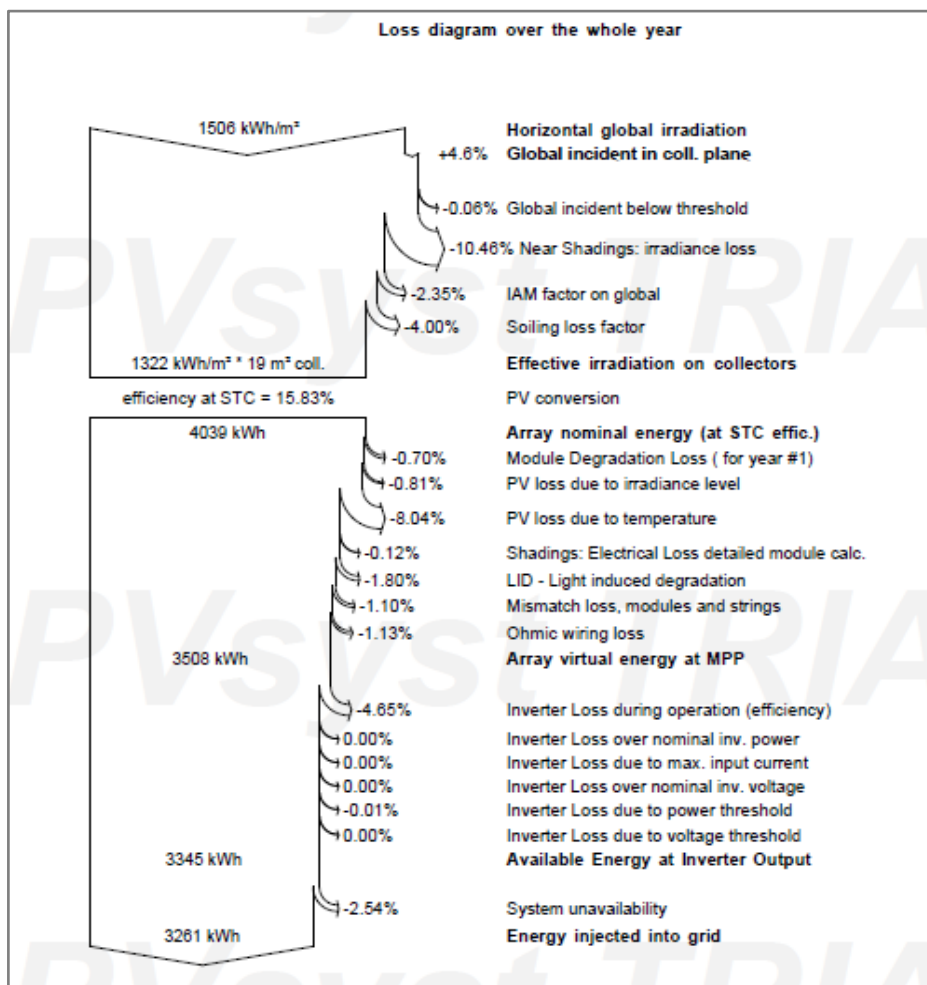 Loss diagram over the whole year
1506 kWh/m² Horizontal global irradiation
+4.6% Global incident in coll. plane
-0.06% Global incident below threshold
-10.46% Near Shadings: irradiance loss
-2.35% IAM factor on global
-4.00% Soiling loss factor
1322 kWh/m² * 19 m² coll. Effective irradiation on collectors
efficiency at STC = 15.83% PV conversion
4039 kWh Array nominal energy (at STC effic.)
-0.70% Module Degradation Loss ( for year #1)
-0.81% PV loss due to irradiance level
-8.04% PV loss due to temperature
-0.12% Shadings: Electrical Loss detailed module calc.
-1.80% LID - Light induced degradation
-1.10% Mismatch loss, modules and strings
-1.13% Ohmic wiring loss
3508 kWh Array virtual energy at MPP
-4.65% Inverter Loss during operation (efficiency)
0.00% Inverter Loss over nominal inv. power
0.00% Inverter Loss due to max. input current
0.00% Inverter Loss over nominal inv. voltage
-0.01% Inverter Loss due to power threshold
0.00% Inverter Loss due to voltage threshold
3345 kWh Available Energy at Inverter Output
-2.54% System unavailability
3261 kWh Energy injected into grid
PVsyst TRIA
PVsyst TRIA
PVsyst TRIA